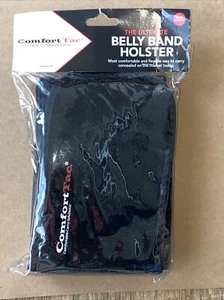 ComfortTac®
THE ULTIMATE
BELLY BAND
HOLSTER
Most comfortable and flexible way to carry
concealed on the market today.
ComfortTac®